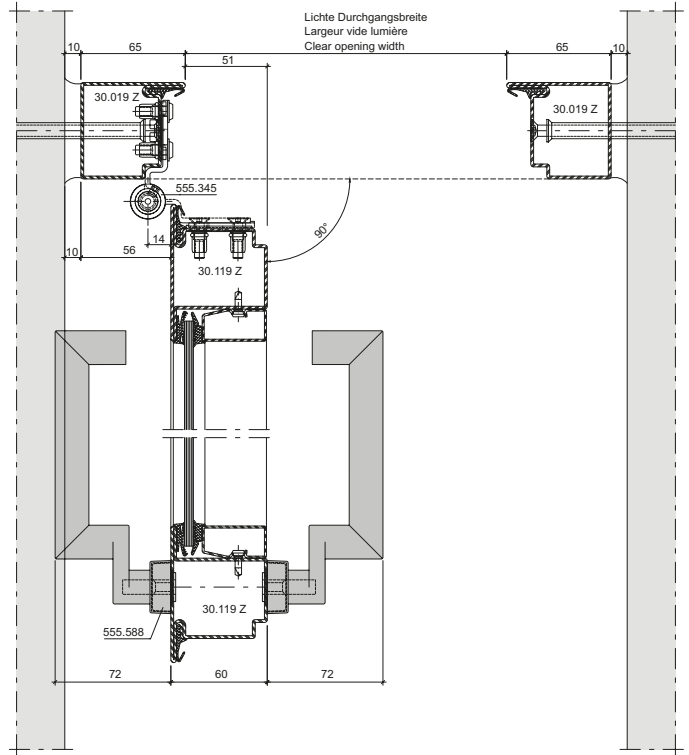 Lichte Durchgangsbreite
Largeur vide lumière
Clear opening width
10
65
51
65
10
30.019 Z
30.019 Z
555.345
14
90°
10
56
30.119 Z
30.119 Z
555.588
72
60
72